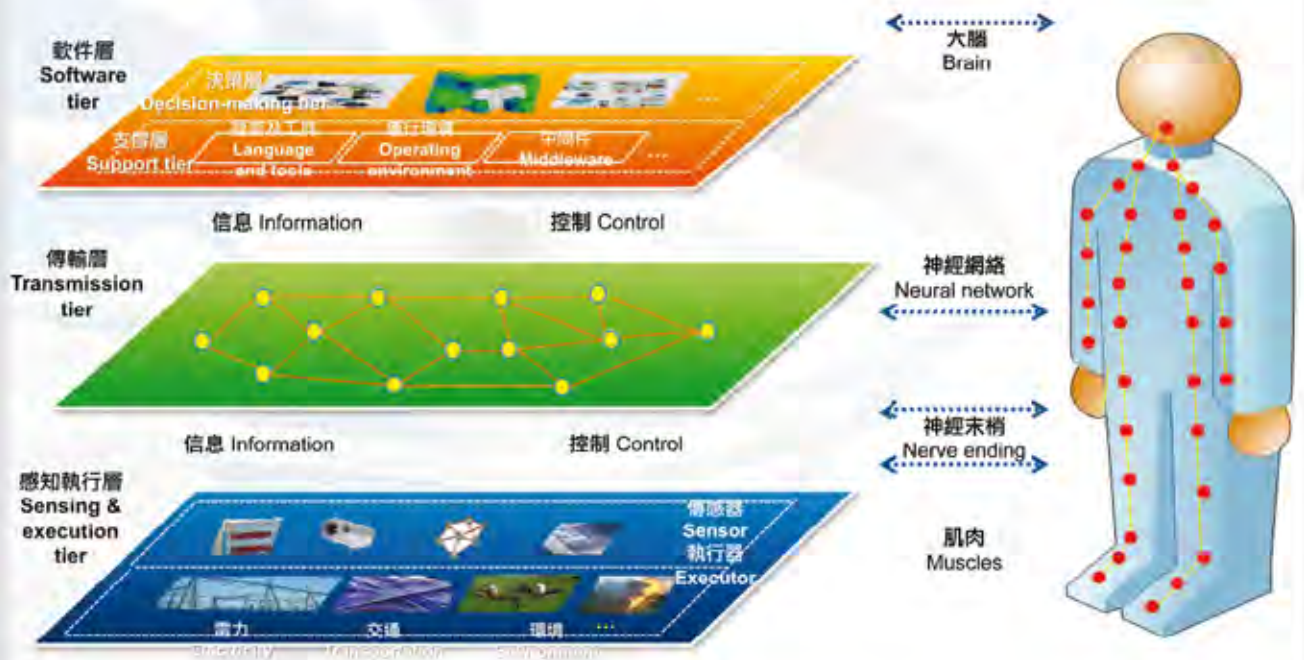 軟件層
Software
tier
決策層
Decision-making tier
...
支撐層
Support tier
語言及工具
Language
and tools
運行環境
Operating
environment
中間件
Middleware
...
大腦
Brain
信息 Information
控制 Control
傳輸層
Transmission
tier
神經網絡
Neural network
信息 Information
控制 Control
神經末梢
Nerve ending
感知執行層
Sensing &
execution
tier
傳感器
Sensor
執行器
Executor
肌肉
Muscles
電力
Electricity
交通
Transportation
環境
Environment
...